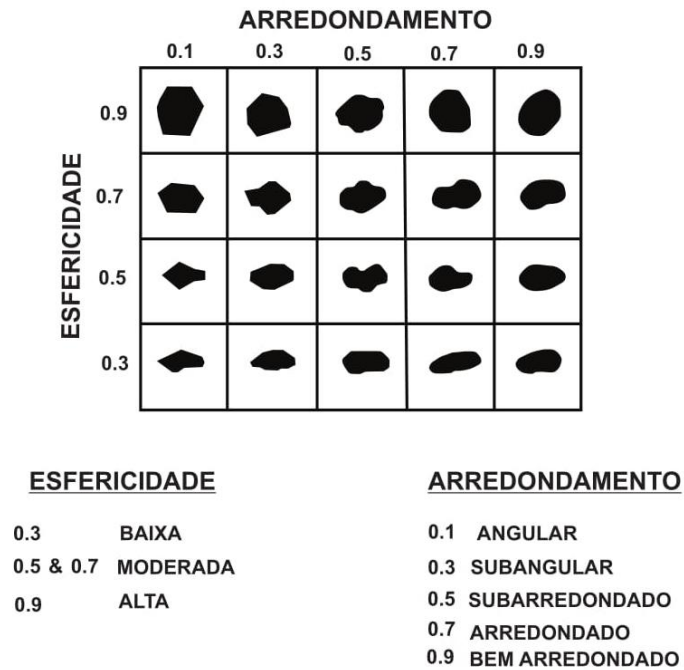 ARREDONDAMENTO
0.1 0.3 0.5 0.7 0.9
ESFERICIDADE
0.9
0.7
0.5
0.3
ESFERICIDADE
0.3 BAIXA
0.5 & 0.7 MODERADA
0.9 ALTA
ARREDONDAMENTO
0.1 ANGULAR
0.3 SUBANGULAR
0.5 SUBARREDONDADO
0.7 ARREDONDADO
0.9 BEM ARREDONDADO